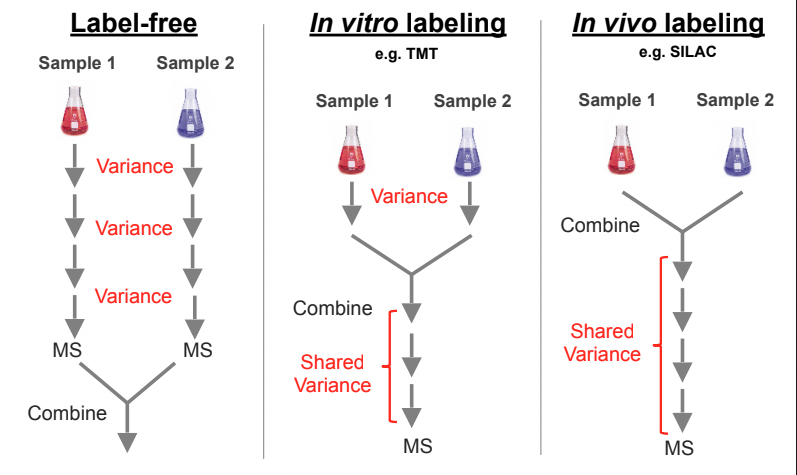 Label-free
Sample 1
Sample 2
Variance
Variance
Variance
MS
MS
Combine
In vitro labeling
e.g. TMT
Sample 1
Sample 2
Variance
Combine
Shared
Variance
MS
In vivo labeling
e.g. SILAC
Sample 1
Sample 2
Combine
Shared
Variance
MS